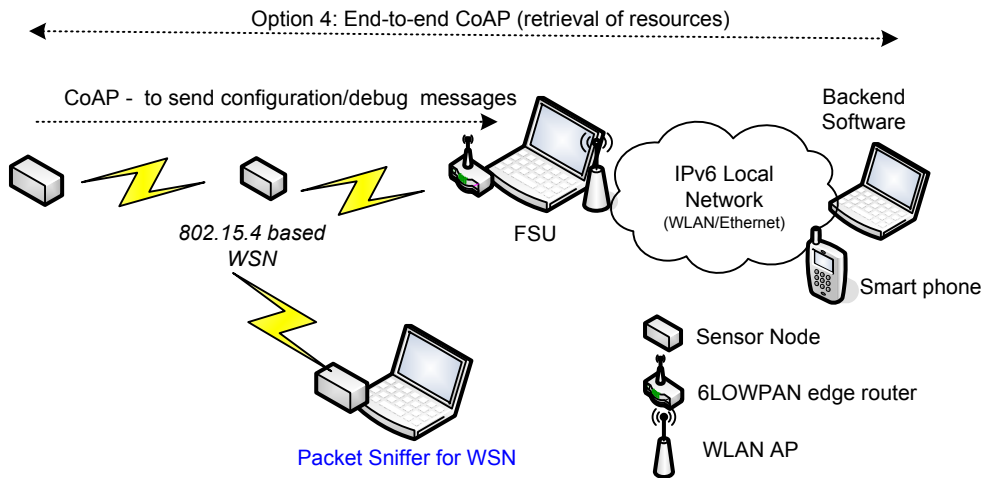 Option 4: End-to-end CoAP (retrieval of resources)
CoAP - to send configuration/debug messages
Backend
Software
IPv6 Local
Network
(WLAN/Ethernet)
802.15.4 based
WSN
FSU
Smart phone
Sensor Node
6LOWPAN edge router
WLAN AP
Packet Sniffer for WSN